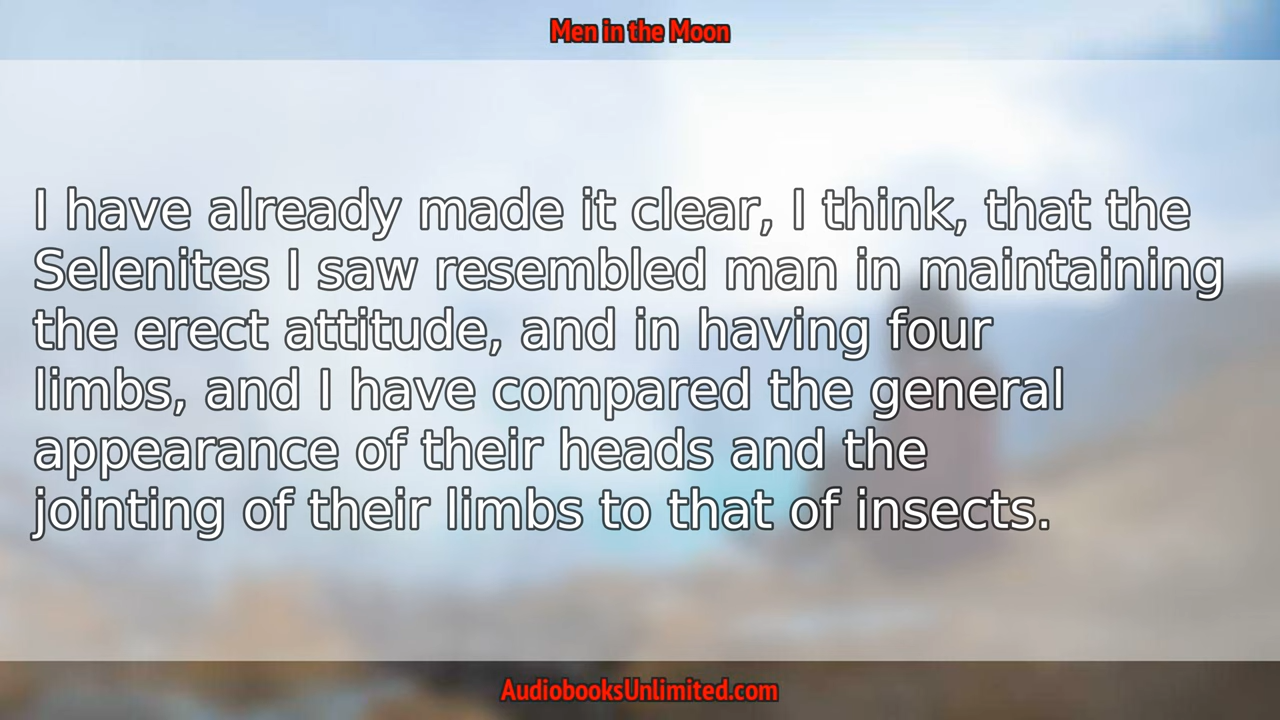 Men in the Moon
I have already made it clear, I think, that the
Selenites I saw resembled man in maintaining
the erect attitude, and in having four
limbs, and I have compared the general
appearance of their heads and the
jointing of their limbs to that of insects.
AudiobooksUnlimited.com